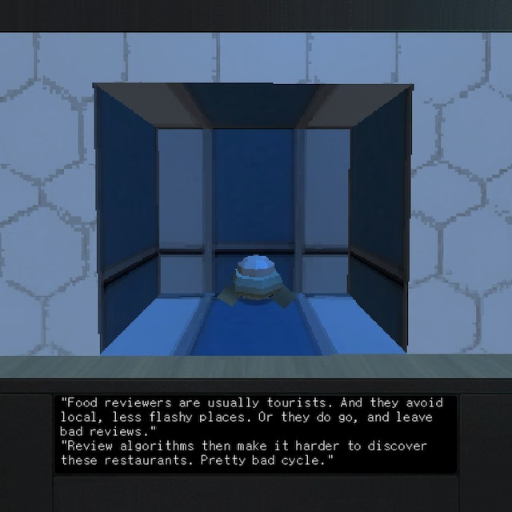 "Food reviewers are usually tourists. And they avoid
local, less flashy places. Or they do go, and leave
bad reviews."
"Review algorithms then make it harder to discover
these restaurants. Pretty bad cycle."